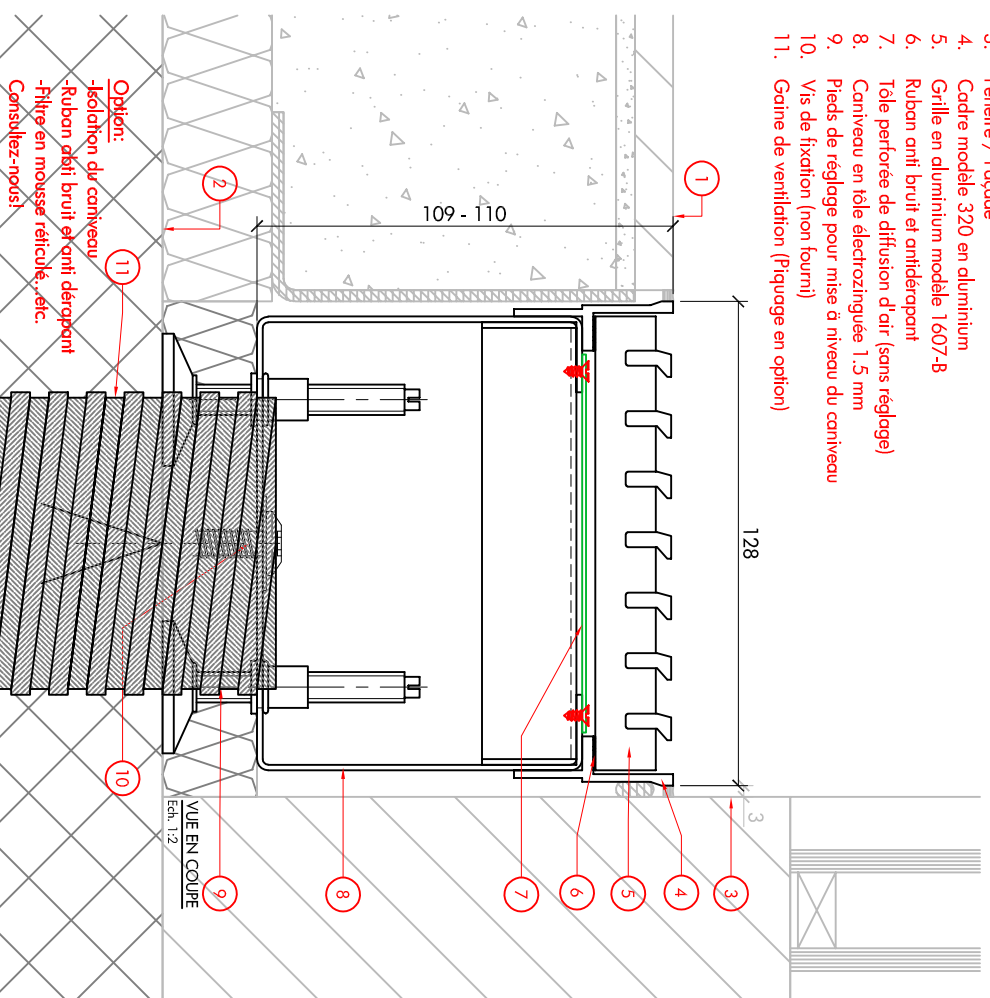 4. Cadre modèle 320 en aluminium
5. Grille en aluminium modèle 1607-B
6. Ruban anti bruit et antidérapant
7. Tôle perforée de diffusion d'air (sans réglage)
8. Caniveau en tôle électrozinguée 1.5 mm
9. Pieds de réglage pour mise à niveau du caniveau
10. Vis de fixation (non fourni)
11. Gaine de ventilation (Piquage en option)
128
3
109 - 110
1
2
3
4
5
6
7
8
9
10
11
VUE EN COUPE
Ech. 1:2
Option:
-Isolation du caniveau
-Ruban abti bruit et anti dérapant
-Filtre en mousse réticulé...etc.
Consultez-nous!